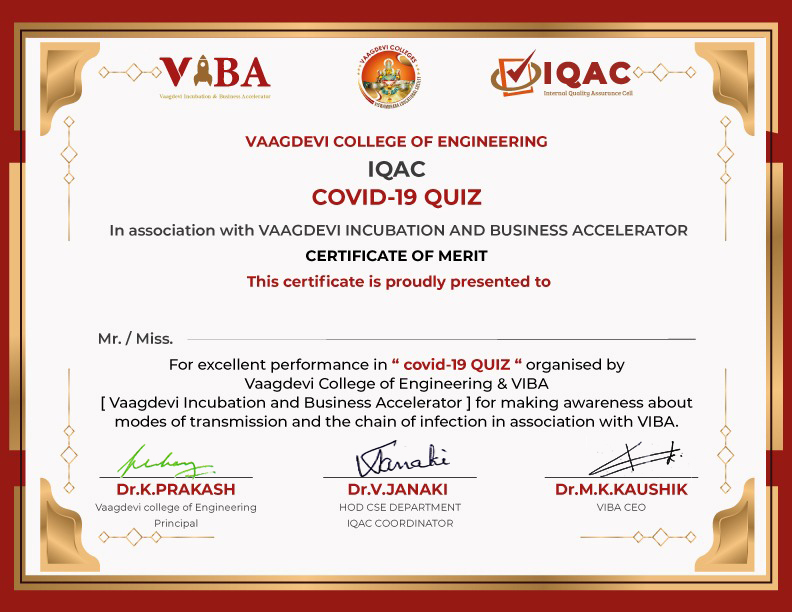 VIBA
Vaagdevi Incubation & Business Accelerator
VAAGDEVI COLLEGES
IQAC
Internal Quality Assurance Cell
VAAGDEVI COLLEGE OF ENGINEERING
IQAC
COVID-19 QUIZ
In association with VAAGDEVI INCUBATION AND BUSINESS ACCELERATOR
CERTIFICATE OF MERIT
This certificate is proudly presented to
Mr. / Miss.
For excellent performance in “ covid-19 QUIZ “ organised by
Vaagdevi College of Engineering & VIBA
[ Vaagdevi Incubation and Business Accelerator ] for making awareness about
modes of transmission and the chain of infection in association with VIBA.
Dr.K.PRAKASH
Vaagdevi college of Engineering
Principal
Dr.V.JANAKI
HOD CSE DEPARTMENT
IQAC COORDINATOR
Dr.M.K.KAUSHIK
VIBA CEO